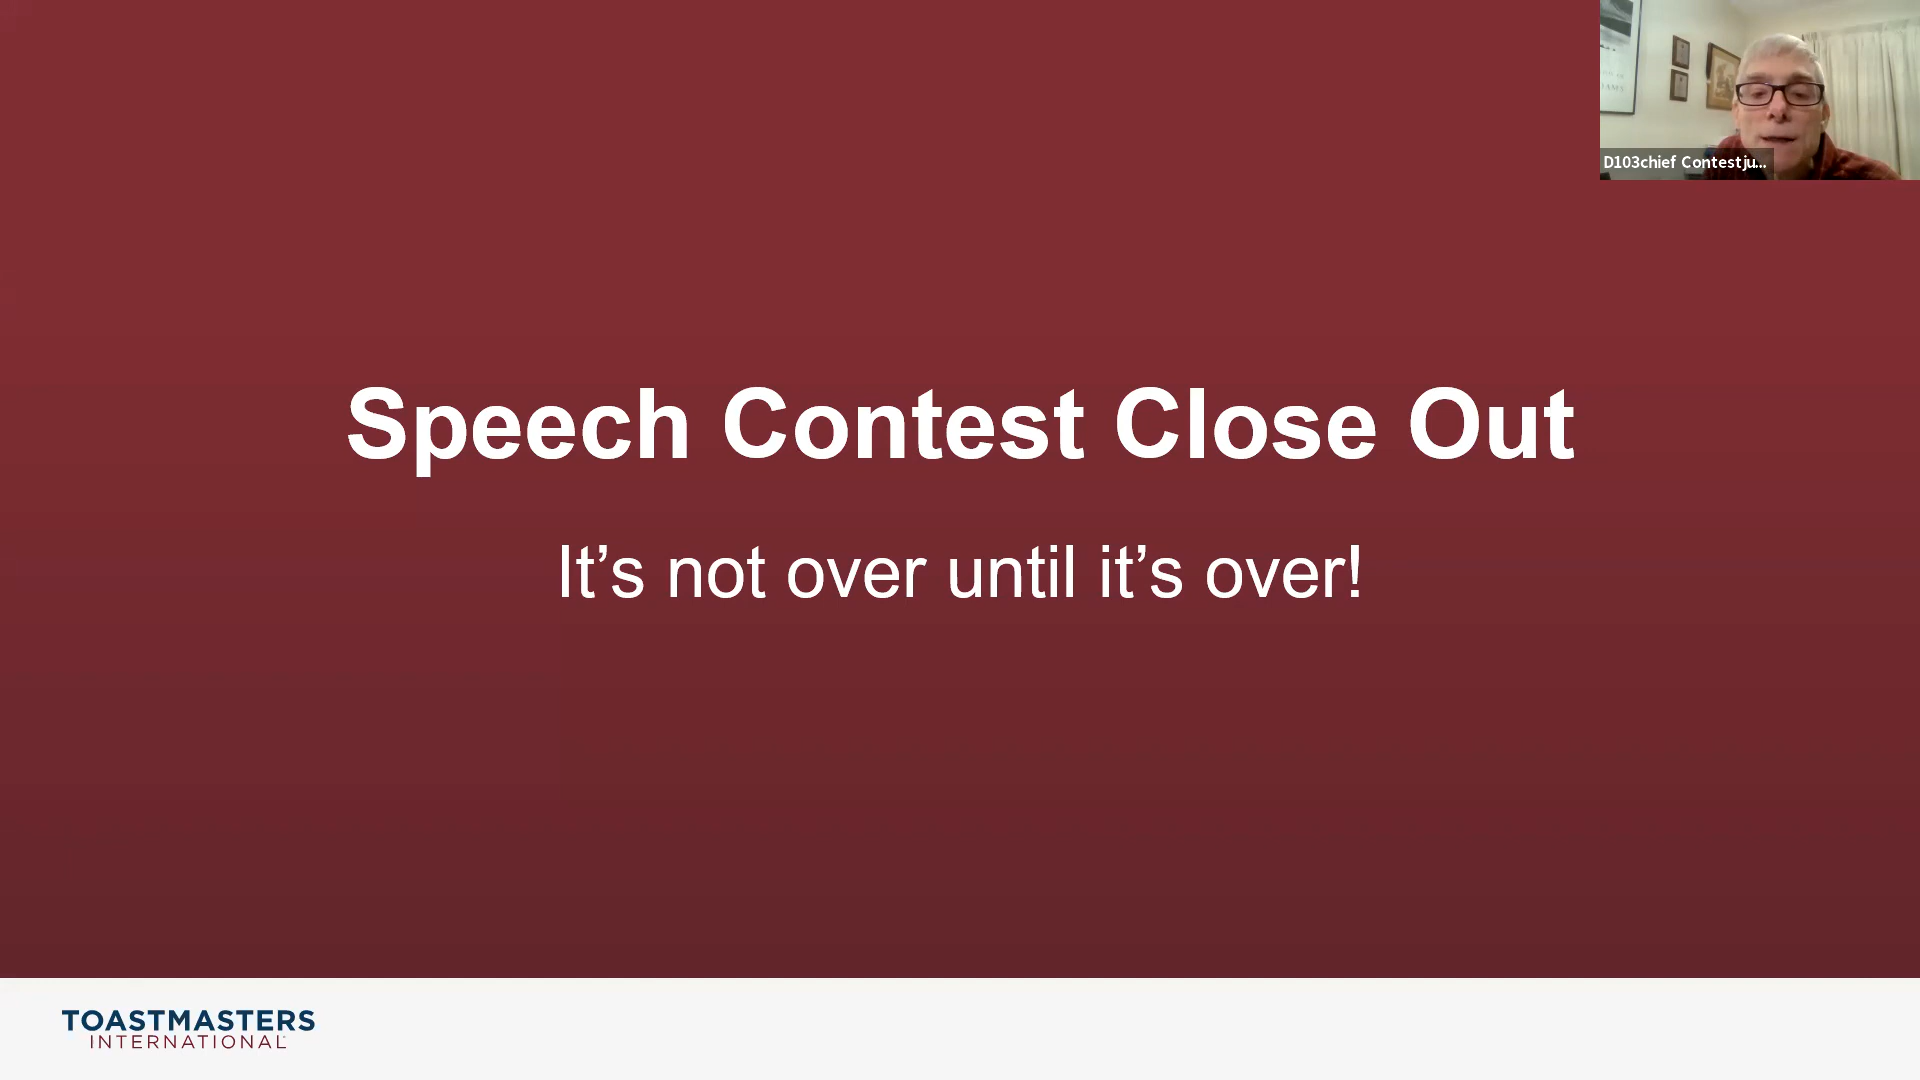 D103chief Contestju...
Speech Contest Close Out
It’s not over until it’s over!
TOASTMASTERS
INTERNATIONAL